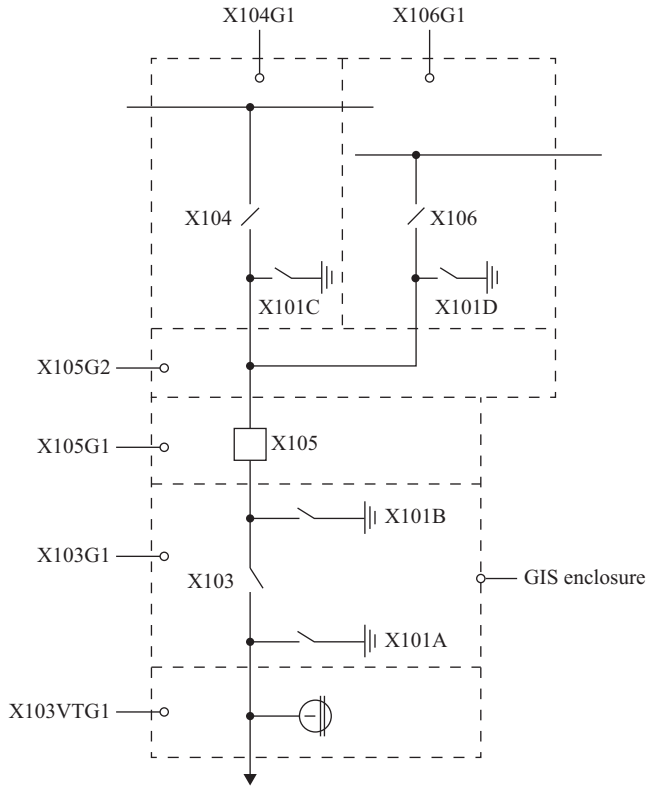 X104G1
X106G1
X104
X106
X101C
X101D
X105G2
X105G1
X105
X101B
X103G1
X103
GIS enclosure
X101A
X103VTG1